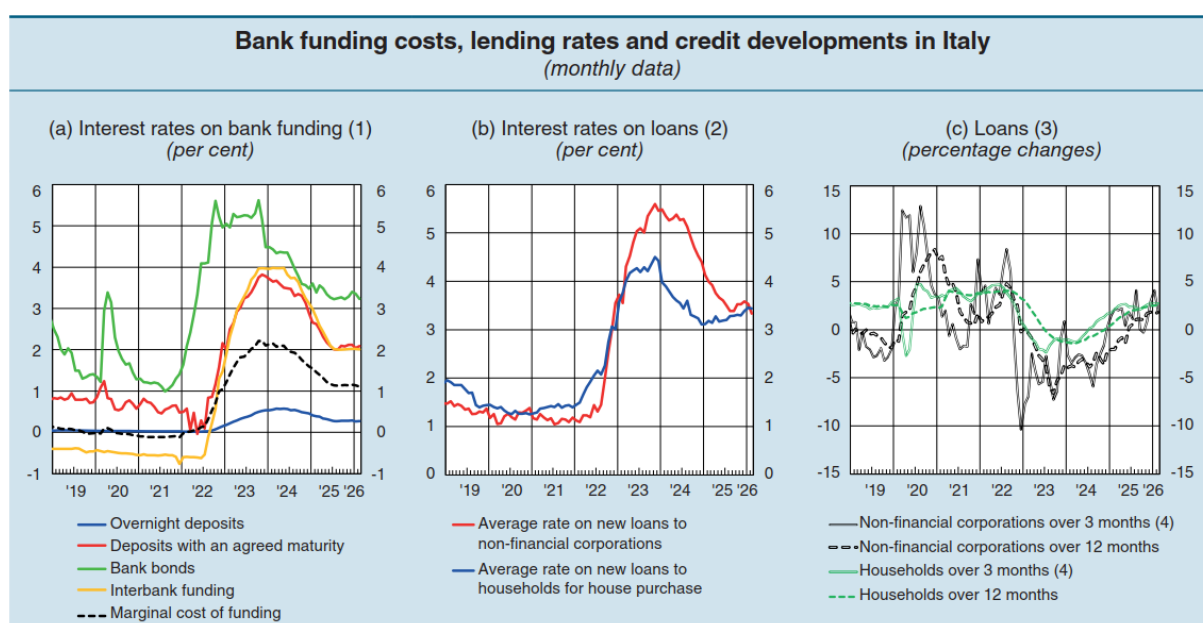 Bank funding costs, lending rates and credit developments in Italy
(monthly data)
(a) Interest rates on bank funding (1)
(per cent)
6 6
5 5
4 4
3 3
2 2
1 1
0 0
-1 -1
'19 '20 '21 '22 '23 '24 '25 '26
Overnight deposits
Deposits with an agreed maturity
Bank bonds
Interbank funding
Marginal cost of funding
(b) Interest rates on loans (2)
(per cent)
6 6
5 5
4 4
3 3
2 2
1 1
0 0
'19 '20 '21 '22 '23 '24 '25 '26
Average rate on new loans to
non-financial corporations
Average rate on new loans to
households for house purchase
(c) Loans (3)
(percentage changes)
15 15
10 10
5 5
0 0
-5 -5
-10 -10
-15 -15
'19 '20 '21 '22 '23 '24 '25 '26
Non-financial corporations over 3 months (4)
Non-financial corporations over 12 months
Households over 3 months (4)
Households over 12 months